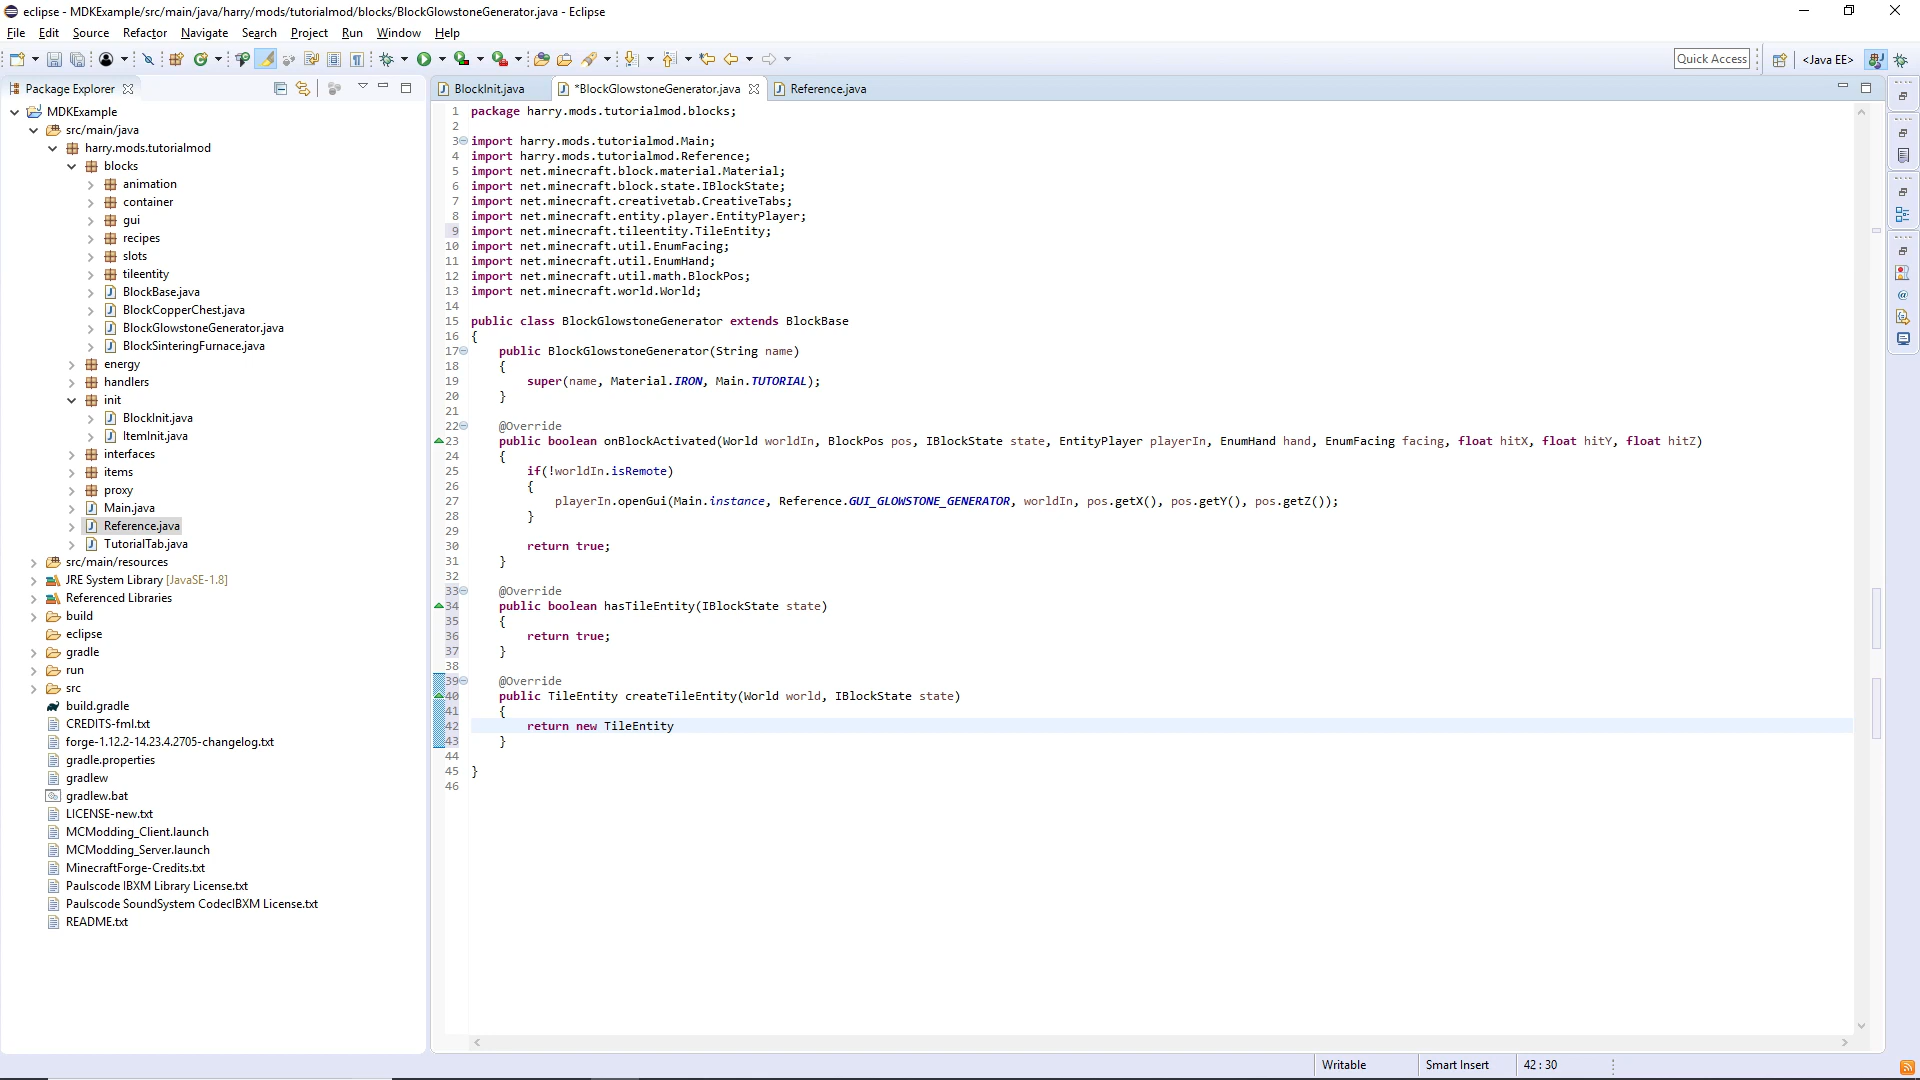 eclipse - MDKExample/src/main/java/harry/mods/tutorialmod/blocks/BlockGlowstoneGenerator.java - Eclipse
File Edit Source Refactor Navigate Search Project Run Window Help
Quick Access
<Java EE>
Package Explorer
MDKExample
src/main/java
harry.mods.tutorialmod
blocks
animation
container
gui
recipes
slots
tileentity
BlockBase.java
BlockCopperChest.java
BlockGlowstoneGenerator.java
BlockSinteringFurnace.java
energy
handlers
init
BlockInit.java
ItemInit.java
interfaces
items
proxy
Main.java
Reference.java
TutorialTab.java
src/main/resources
JRE System Library [JavaSE-1.8]
Referenced Libraries
build
eclipse
gradle
run
src
build.gradle
CREDITS-fml.txt
forge-1.12.2-14.23.4.2705-changelog.txt
gradle.properties
gradlew
gradlew.bat
LICENSE-new.txt
MCModding_Client.launch
MCModding_Server.launch
MinecraftForge-Credits.txt
Paulscode IBXM Library License.txt
Paulscode SoundSystem CodecIBXM License.txt
README.txt
BlockInit.java *BlockGlowstoneGenerator.java Reference.java
1 package harry.mods.tutorialmod.blocks;
2
3 import harry.mods.tutorialmod.Main;
4 import harry.mods.tutorialmod.Reference;
5 import net.minecraft.block.material.Material;
6 import net.minecraft.block.state.IBlockState;
7 import net.minecraft.creativetab.CreativeTabs;
8 import net.minecraft.entity.player.EntityPlayer;
9 import net.minecraft.tileentity.TileEntity;
10 import net.minecraft.util.EnumFacing;
11 import net.minecraft.util.EnumHand;
12 import net.minecraft.util.math.BlockPos;
13 import net.minecraft.world.World;
14
15 public class BlockGlowstoneGenerator extends BlockBase
16 {
17 public BlockGlowstoneGenerator(String name)
18 {
19 super(name, Material.IRON, Main.TUTORIAL);
20 }
21
22 @Override
23 public boolean onBlockActivated(World worldIn, BlockPos pos, IBlockState state, EntityPlayer playerIn, EnumHand hand, EnumFacing facing, float hitX, float hitY, float hitZ)
24 {
25 if(!worldIn.isRemote)
26 {
27 playerIn.openGui(Main.instance, Reference.GUI_GLOWSTONE_GENERATOR, worldIn, pos.getX(), pos.getY(), pos.getZ());
28 }
29
30 return true;
31 }
32
33 @Override
34 public boolean hasTileEntity(IBlockState state)
35 {
36 return true;
37 }
38
39 @Override
40 public TileEntity createTileEntity(World world, IBlockState state)
41 {
42 return new TileEntity
43 }
44
45 }
46
Writable Smart Insert 42 : 30